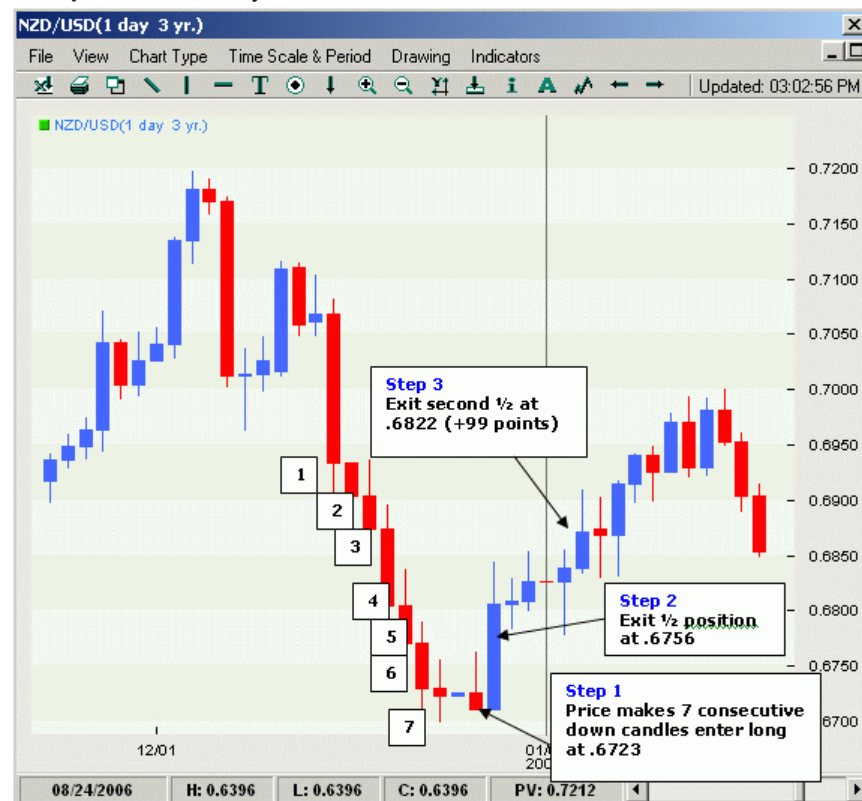 NZD/USD(1 day 3 yr.)
File View Chart Type Time Scale & Period Drawing Indicators
Updated: 03:02:56 PM
NZD/USD(1 day 3 yr.)
0.7200
0.7150
0.7100
0.7050
0.7000
0.6950
0.6900
0.6850
0.6800
0.6750
Step 3
Exit second ½ at
.6822 (+99 points)
1
2
3
4
5
6
7
Step 2
Exit ½ position
at .6756
Step 1
Price makes 7 consecutive
down candles enter long
at .6723
12/01
08/24/2006 H: 0.6396 L: 0.6396 C: 0.6396 PV: 0.7212